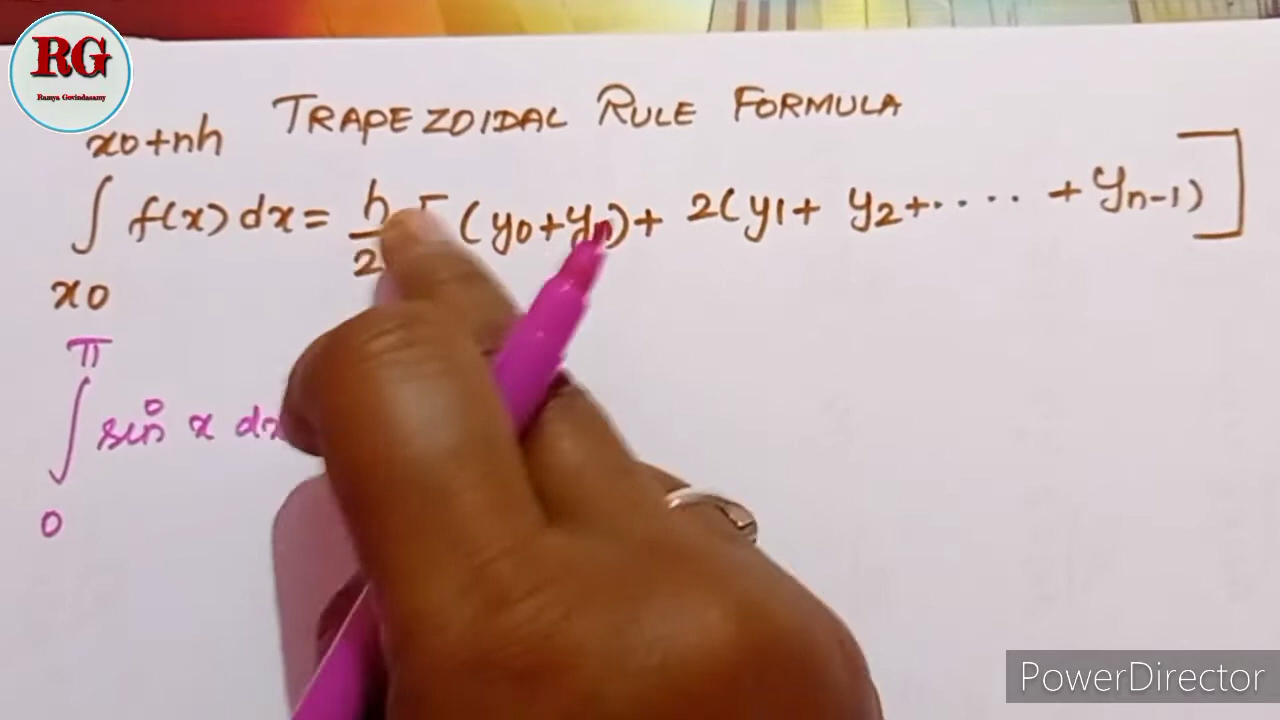 RG
Ramya Govindasamy
TRAPEZOIDAL RULE FORMULA
x0+nh
∫ f(x) dx = h/2 [ (y0+yn) + 2(y1 + y2 + .... + yn-1) ]
x0
π
∫ sin x dx
0
PowerDirector